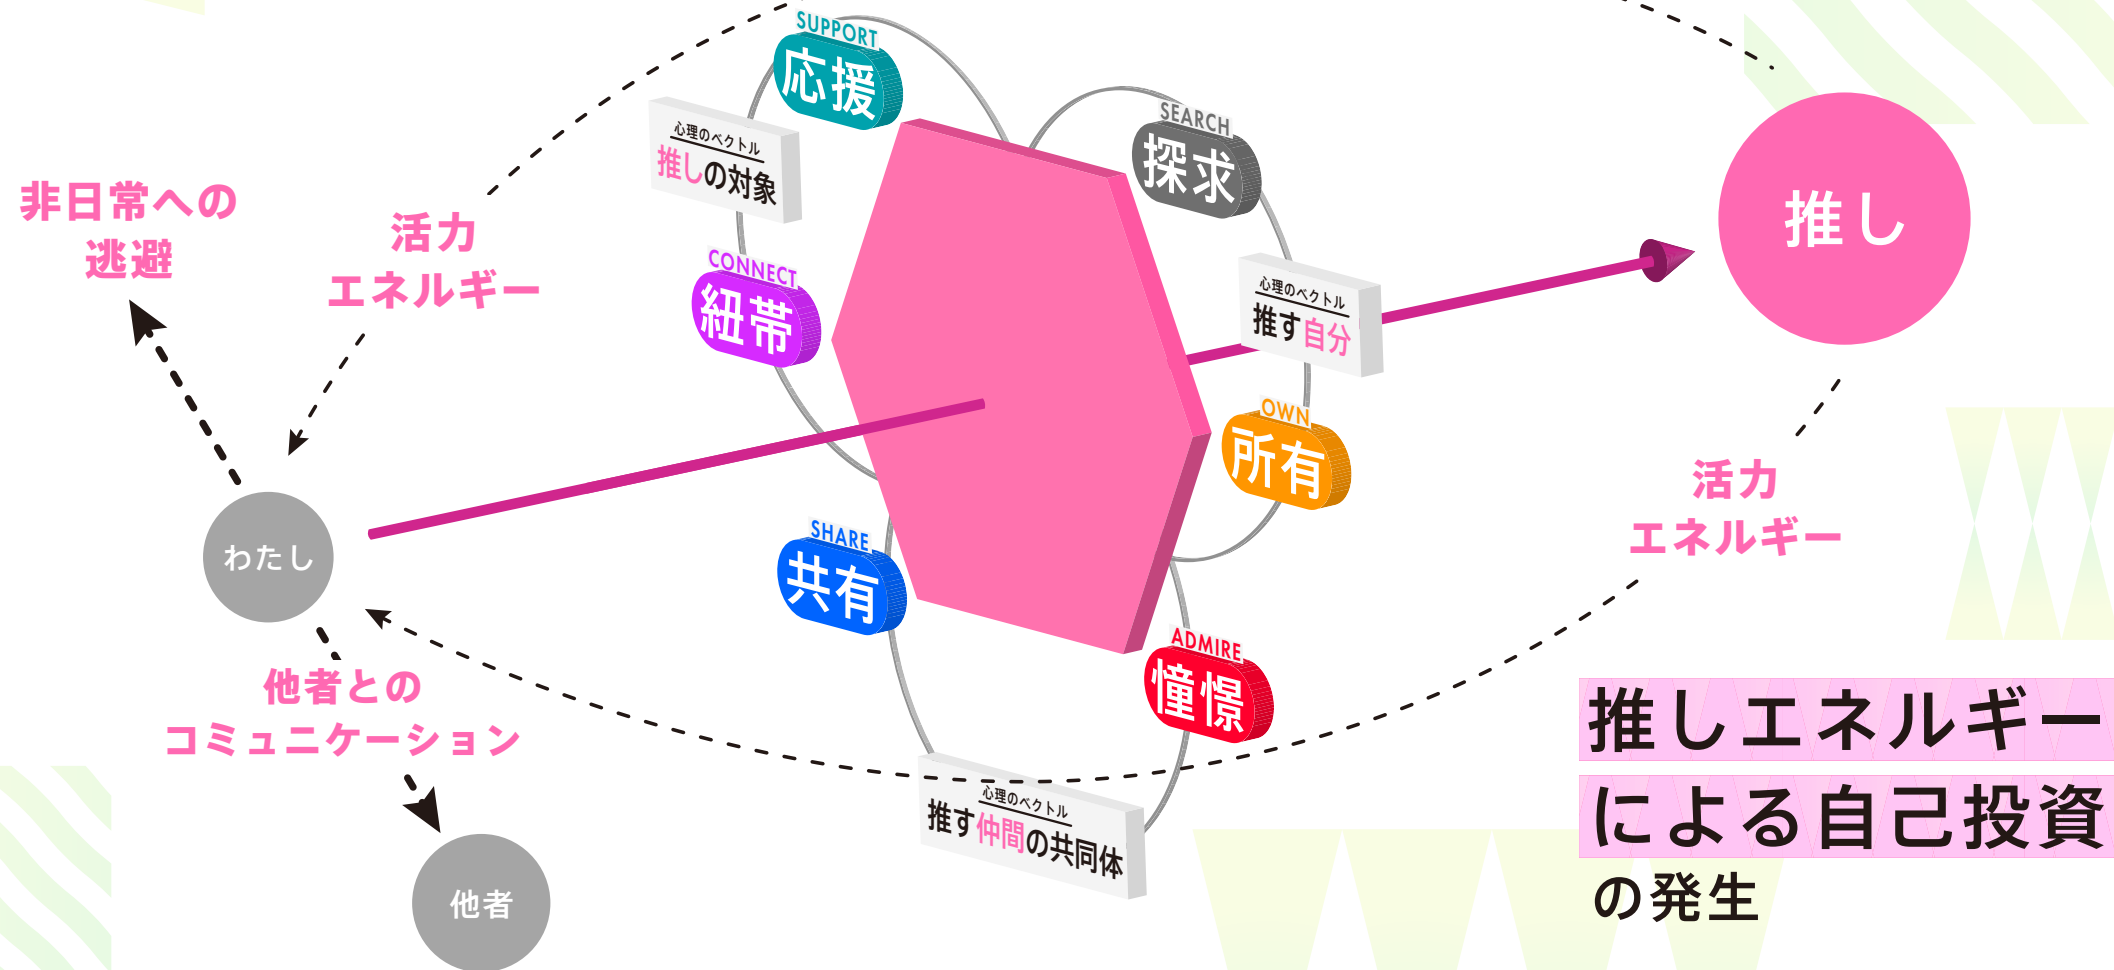 SUPPORT
応援
心理のベクトル
推しの対象
CONNECT
紐帯
SEARCH
探求
心理のベクトル
推す自分
OWN
所有
SHARE
共有
ADMIRE
憧憬
心理のベクトル
推す仲間の共同体
非日常への
逃避
活力
エネルギー
わたし
他者との
コミュニケーション
他者
推し
活力
エネルギー
推しエネルギー
による自己投資
の発生